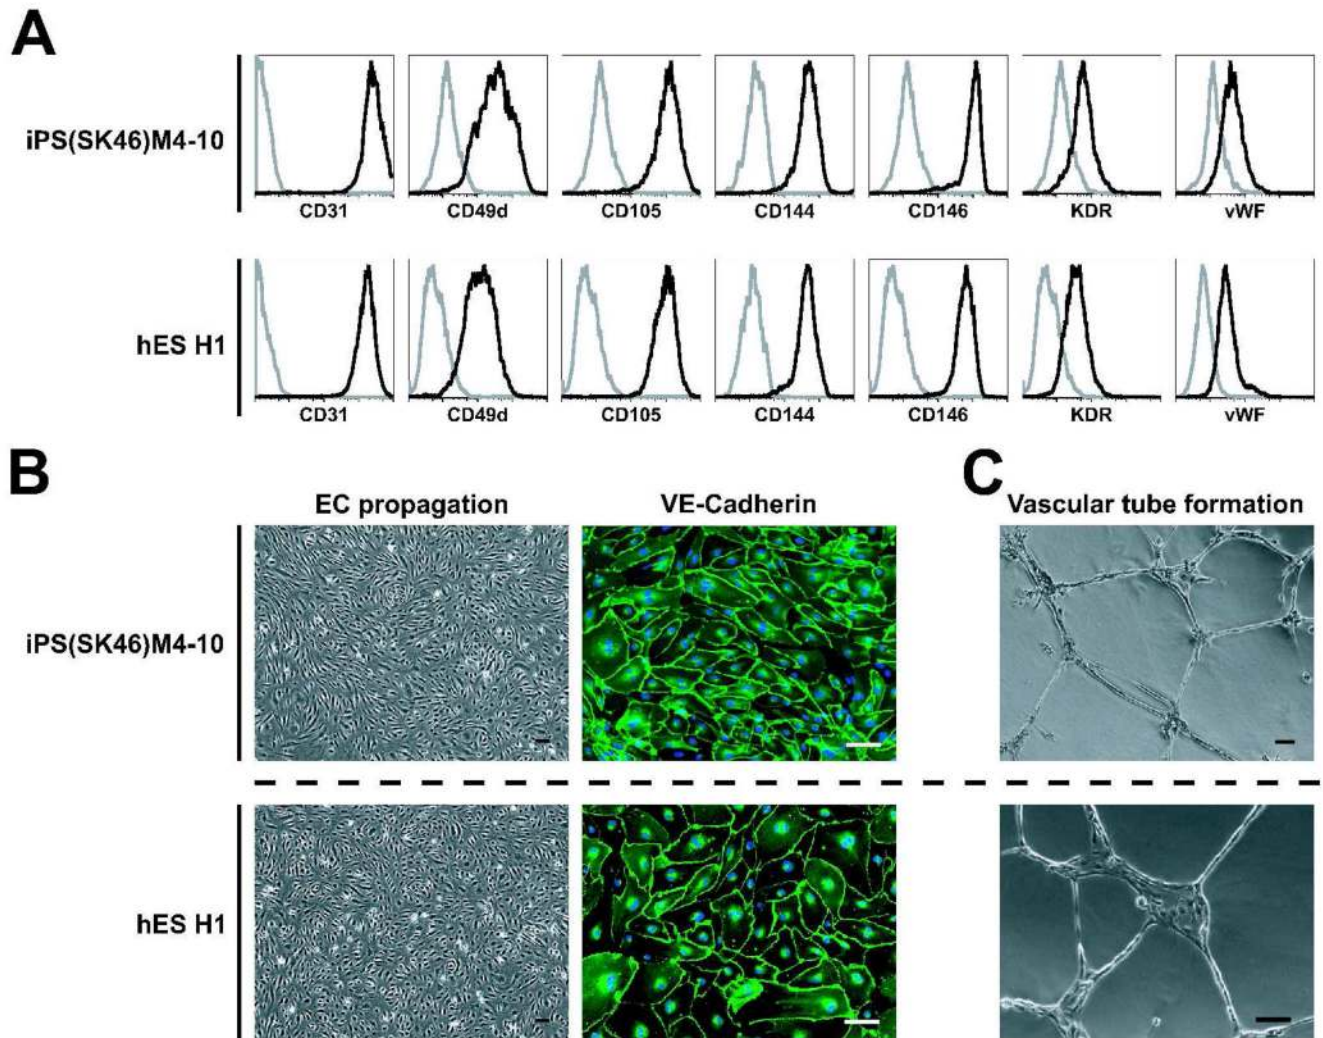 A
iPS(SK46)M4-10
CD31 CD49d CD105 CD144 CD146 KDR vWF
hES H1
CD31 CD49d CD105 CD144 CD146 KDR vWF
B C
EC propagation VE-Cadherin Vascular tube formation
iPS(SK46)M4-10
hES H1